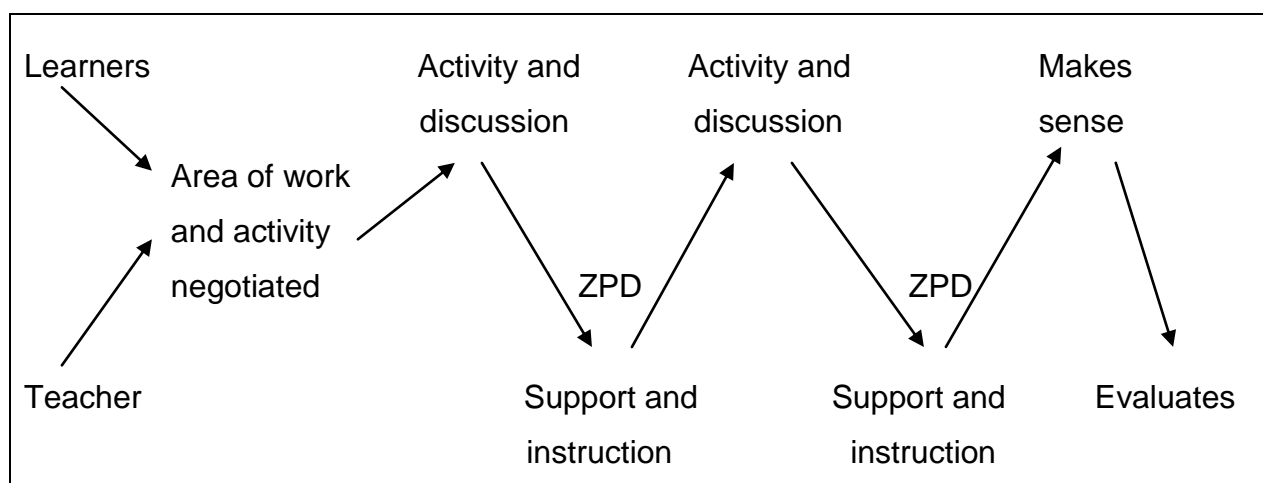 Learners
Activity and
discussion
Activity and
discussion
Makes
sense
Area of work
and activity
negotiated
ZPD
ZPD
Teacher
Support and
instruction
Support and
instruction
Evaluates